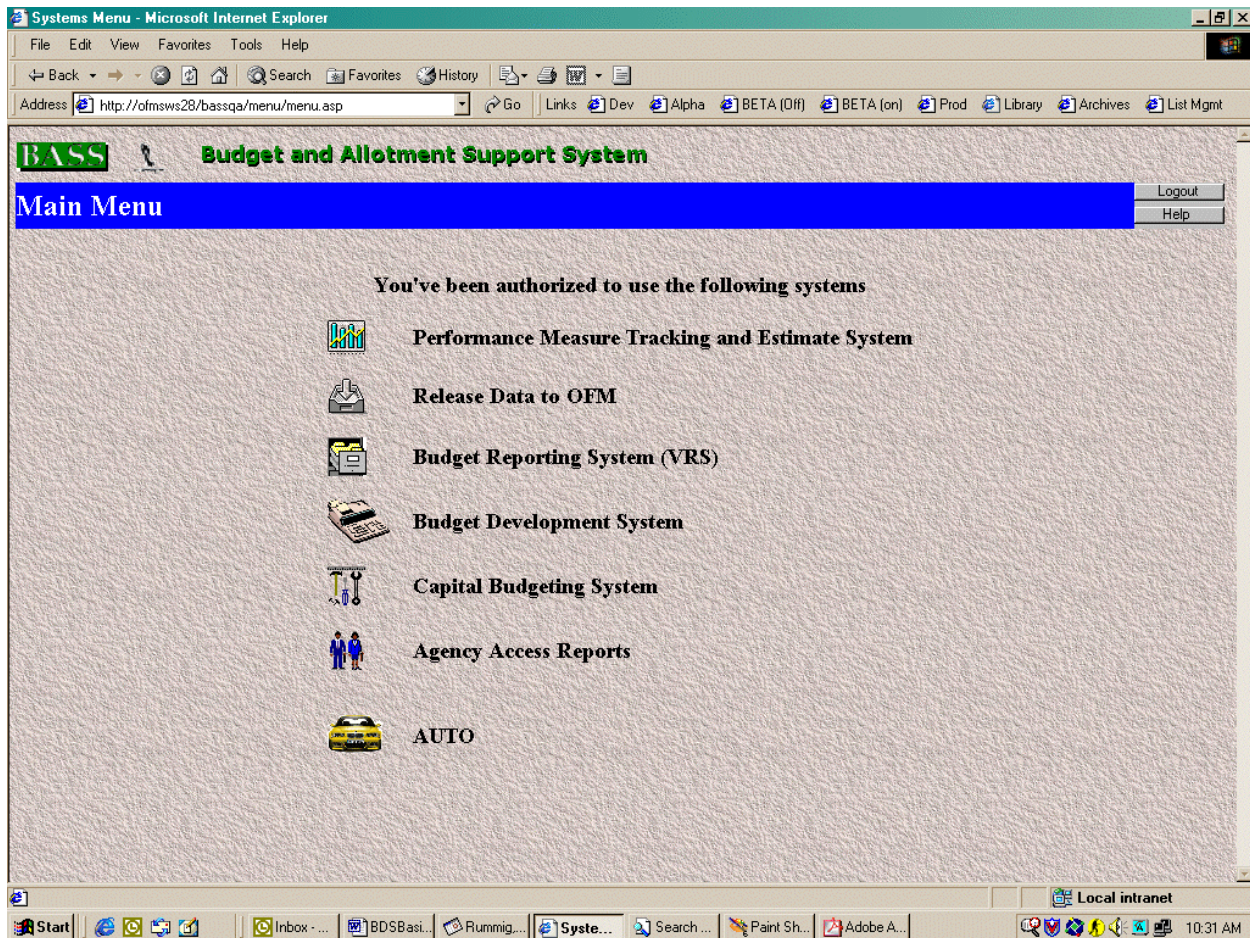 Systems Menu - Microsoft Internet Explorer
File Edit View Favorites Tools Help
Back Search Favorites History
Address http://ofmsws28/bassqa/menu/menu.asp Go Links Dev Alpha BETA (Off) BETA (on) Prod Library Archives List Mgmt
BASS Budget and Allotment Support System
Main Menu
Logout
Help
You've been authorized to use the following systems
Performance Measure Tracking and Estimate System
Release Data to OFM
Budget Reporting System (VRS)
Budget Development System
Capital Budgeting System
Agency Access Reports
AUTO
Local intranet
Start Inbox - ... BDSBasi... Rummig,... Syste... Search ... Paint Sh... Adobe A... 10:31 AM